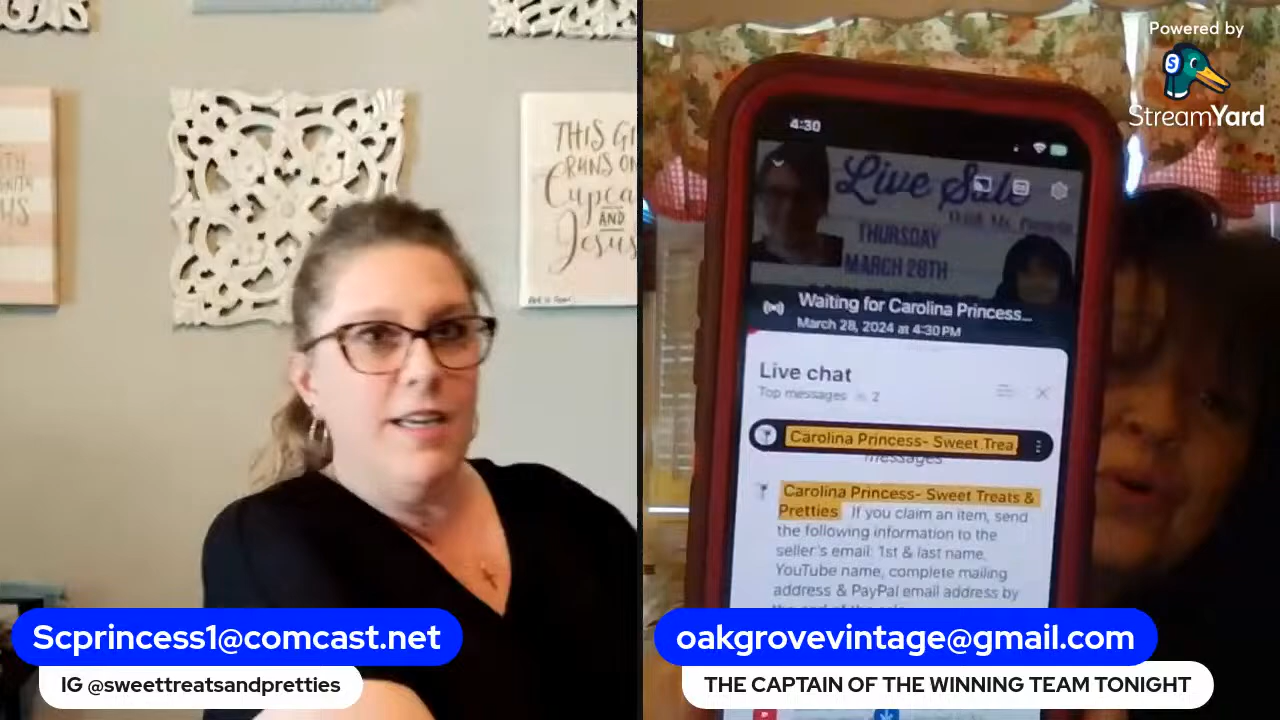 THIS GI
RUNS ON
Cupca
AND
Jesus
Powered by
StreamYard
4:30
Live Sale
THURSDAY
MARCH 28TH
Waiting for Carolina Princess...
March 28, 2024 at 4:30 PM
Live chat
Top messages 2
Carolina Princess- Sweet Trea
messages.
Carolina Princess- Sweet Treats &
Pretties If you claim an item, send
the following information to the
seller's email: 1st & last name,
YouTube name, complete mailing
address & PayPal email address by
Scprincess1@comcast.net
IG @sweettreatsandpretties
oakgrovevintage@gmail.com
THE CAPTAIN OF THE WINNING TEAM TONIGHT